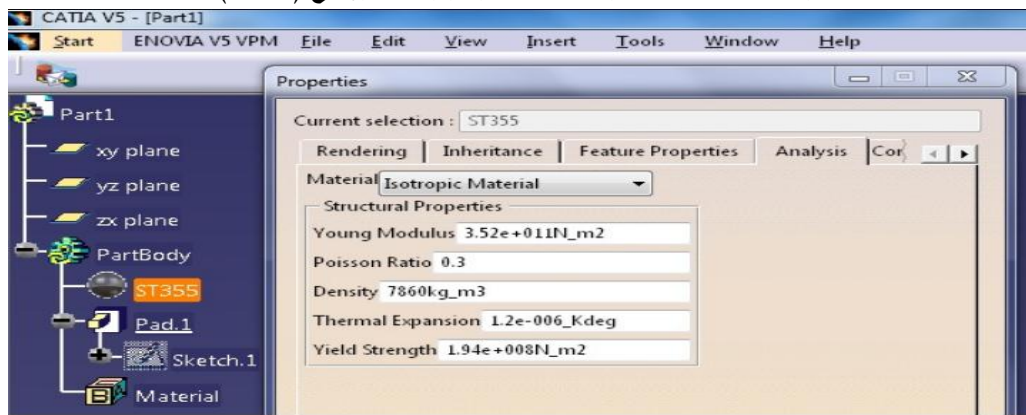 CATIA V5 - [Part1]
Start ENOVIA V5 VPM File Edit View Insert Tools Window Help
Properties
Part1
xy plane
yz plane
zx plane
PartBody
ST355
Pad.1
Sketch.1
Material
Current selection : ST355
Rendering Inheritance Feature Properties Analysis
Material Isotropic Material
Structural Properties
Young Modulus 3.52e+011N_m2
Poisson Ratio 0.3
Density 7860kg_m3
Thermal Expansion 1.2e-006_Kdeg
Yield Strength 1.94e+008N_m2